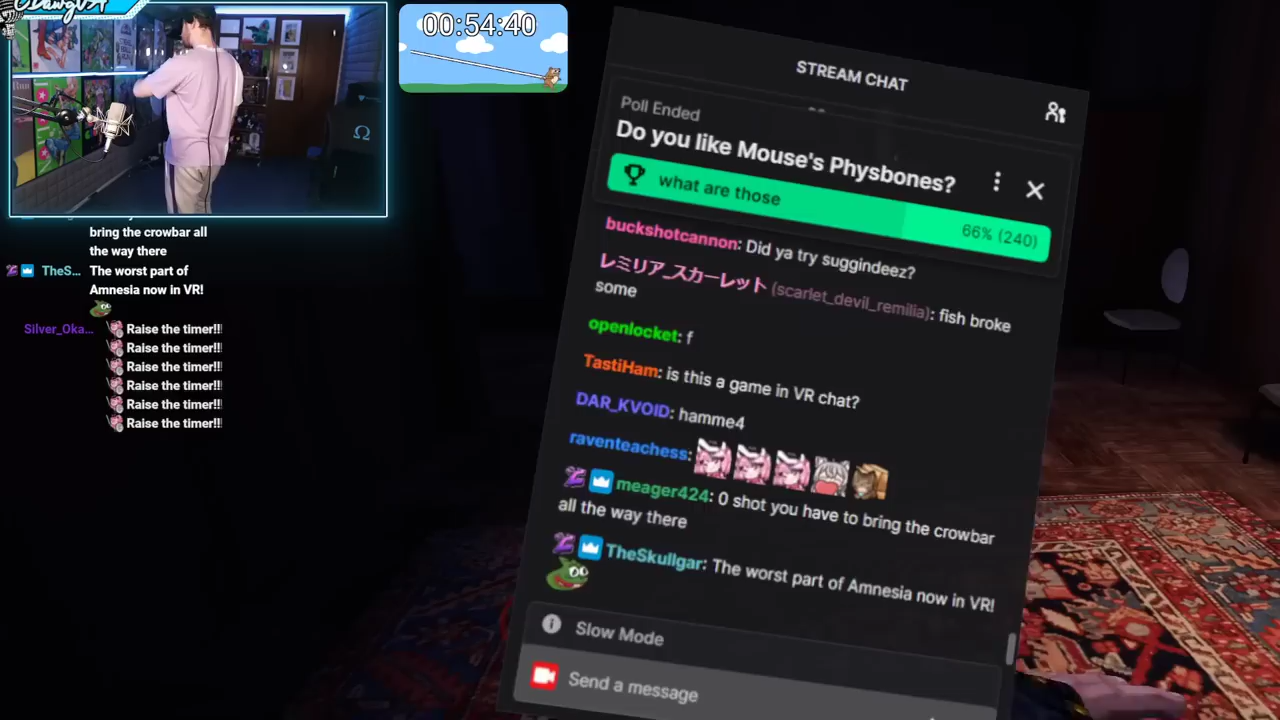 CDawgVA
00:54:40
bring the crowbar all
the way there
TheS... The worst part of
Amnesia now in VR!
Silver_Oka... Raise the timer!!!
Raise the timer!!!
Raise the timer!!!
Raise the timer!!!
Raise the timer!!!
Raise the timer!!!
STREAM CHAT
Poll Ended
Do you like Mouse's Physbones?
what are those 66% (240)
buckshotcannon: Did ya try suggindeez?
レミリア_スカーレット (scarlet_devil_remilia): fish broke
some
openlocket: f
TastiHam: is this a game in VR chat?
DAR_KVOID: hamme4
raventeachess:
meager424: 0 shot you have to bring the crowbar
all the way there
TheSkullgar: The worst part of Amnesia now in VR!
Slow Mode
Send a message